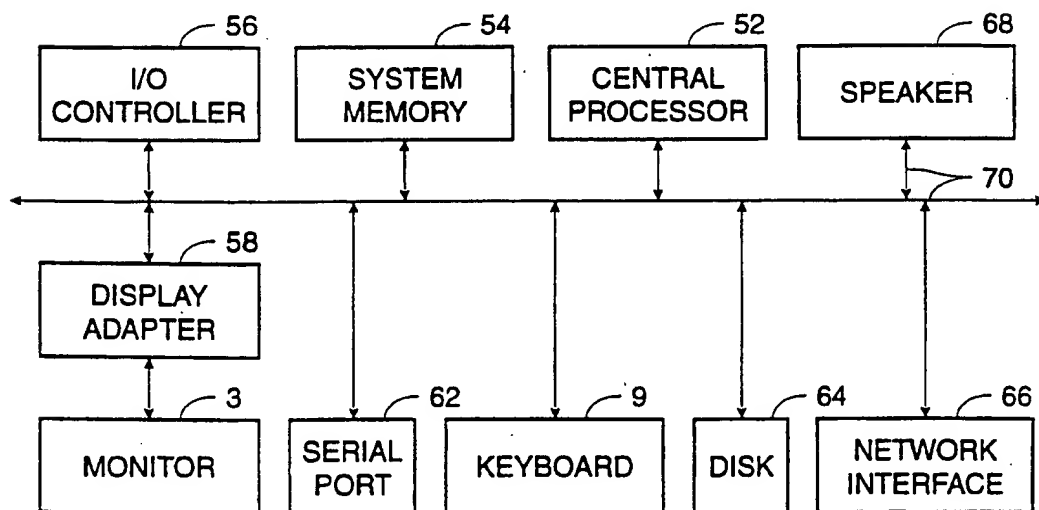 56
54
52
68
I/O
CONTROLLER
SYSTEM
MEMORY
CENTRAL
PROCESSOR
SPEAKER
70
58
DISPLAY
ADAPTER
3
62
9
64
66
MONITOR
SERIAL
PORT
KEYBOARD
DISK
NETWORK
INTERFACE